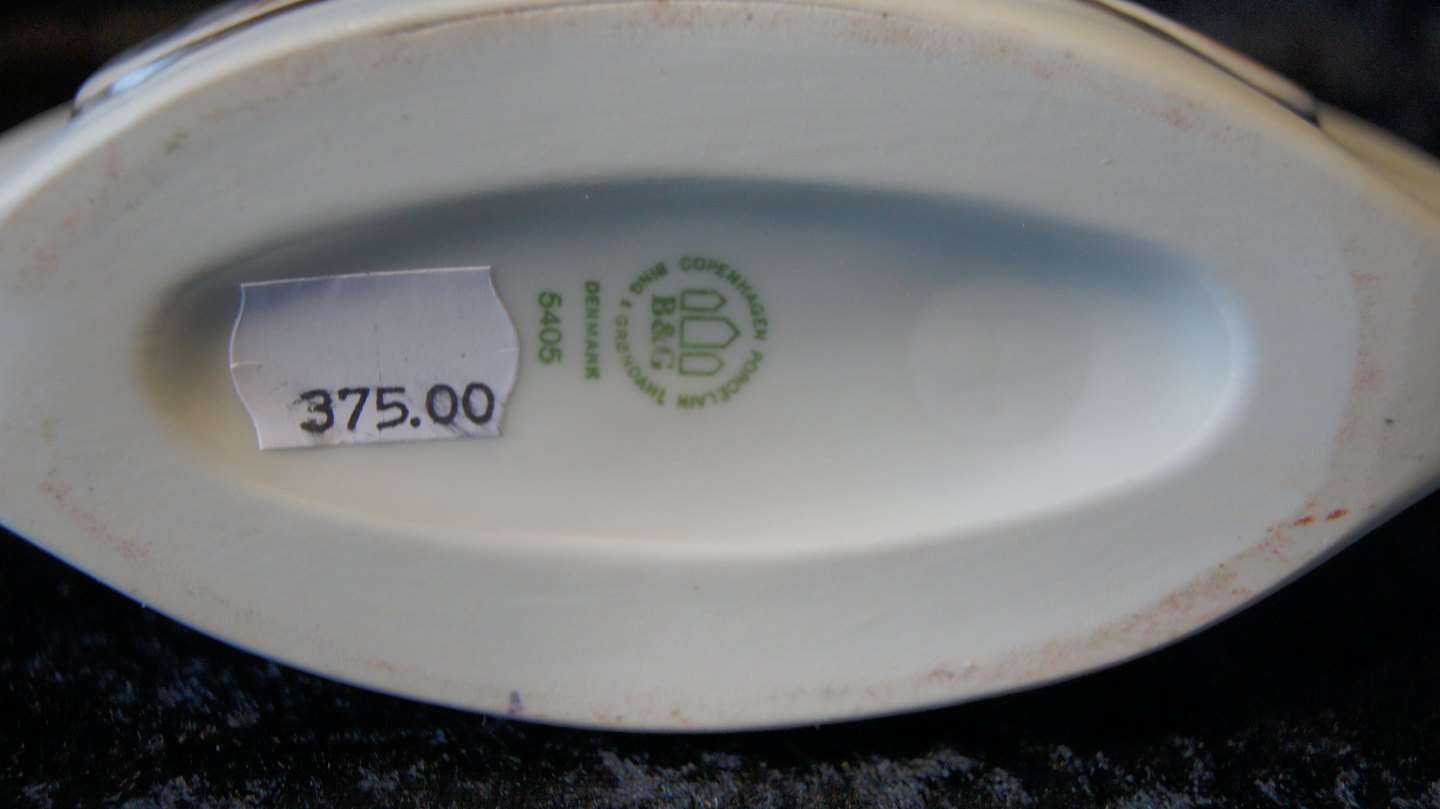 COPENHAGEN PORCELAIN
BING & GRØNDAHL
B&G
DENMARK
5405
375.00